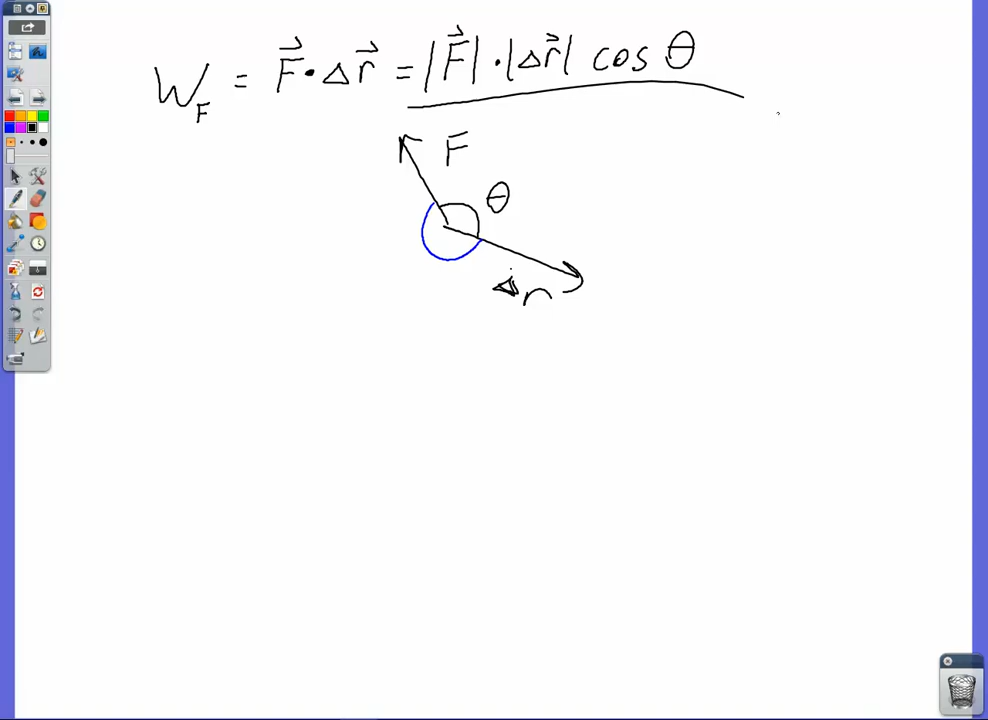 W_F = F⃗ · Δr⃗ = |F⃗| · |Δr⃗| cos θ
F
θ
Δr